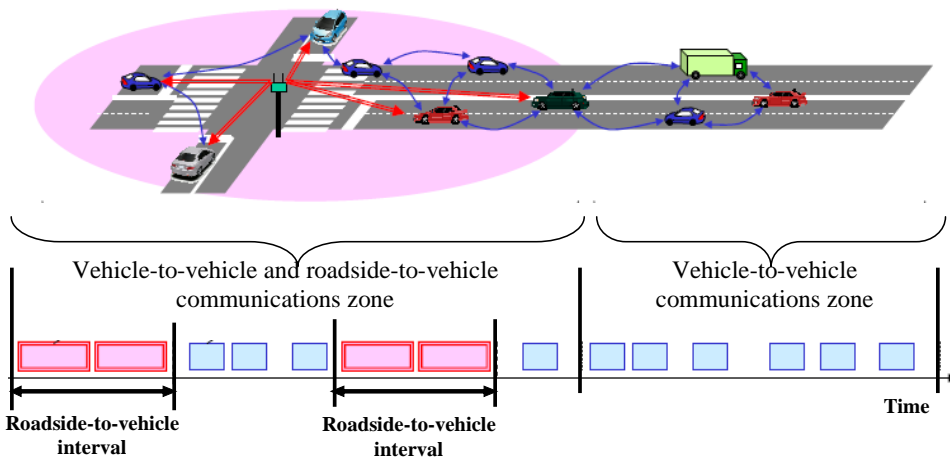 Vehicle-to-vehicle and roadside-to-vehicle
communications zone
Vehicle-to-vehicle
communications zone
Time
Roadside-to-vehicle
interval
Roadside-to-vehicle
interval